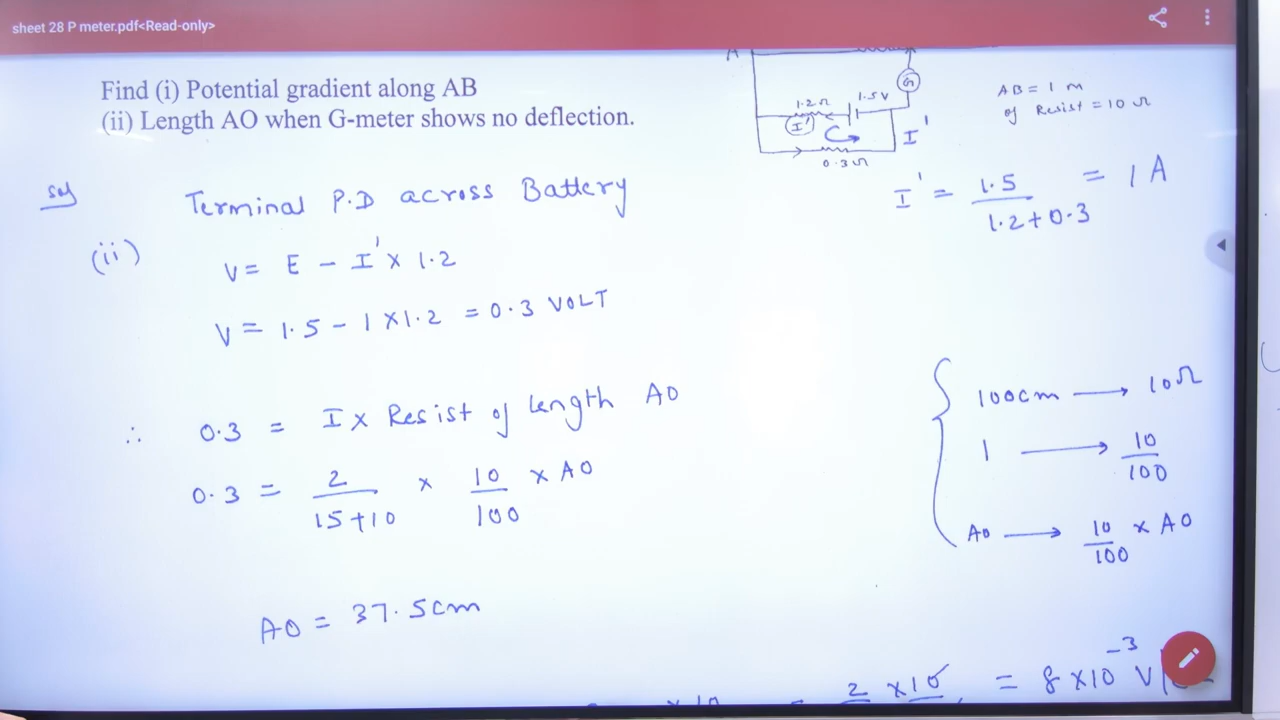 sheet 28 P meter.pdf<Read-only>
Find (i) Potential gradient along AB
(ii) Length AO when G-meter shows no deflection.
A
G
1.2Ω
1.5V
I'
I'
0.3Ω
AB = 1 m
of Resist = 10 Ω
Sol
Terminal P.D across Battery
I' = 1.5 / 1.2+0.3 = 1 A
(ii)
V = E - I' × 1.2
V = 1.5 - 1 × 1.2 = 0.3 VOLT
∴ 0.3 = I × Resist of length AO
0.3 = 2 / 15+10 × 10 / 100 × AO
AO = 37.5cm
100cm → 10Ω
1 → 10 / 100
AO → 10 / 100 × AO
2 × 10 = 8 × 10^-3 V